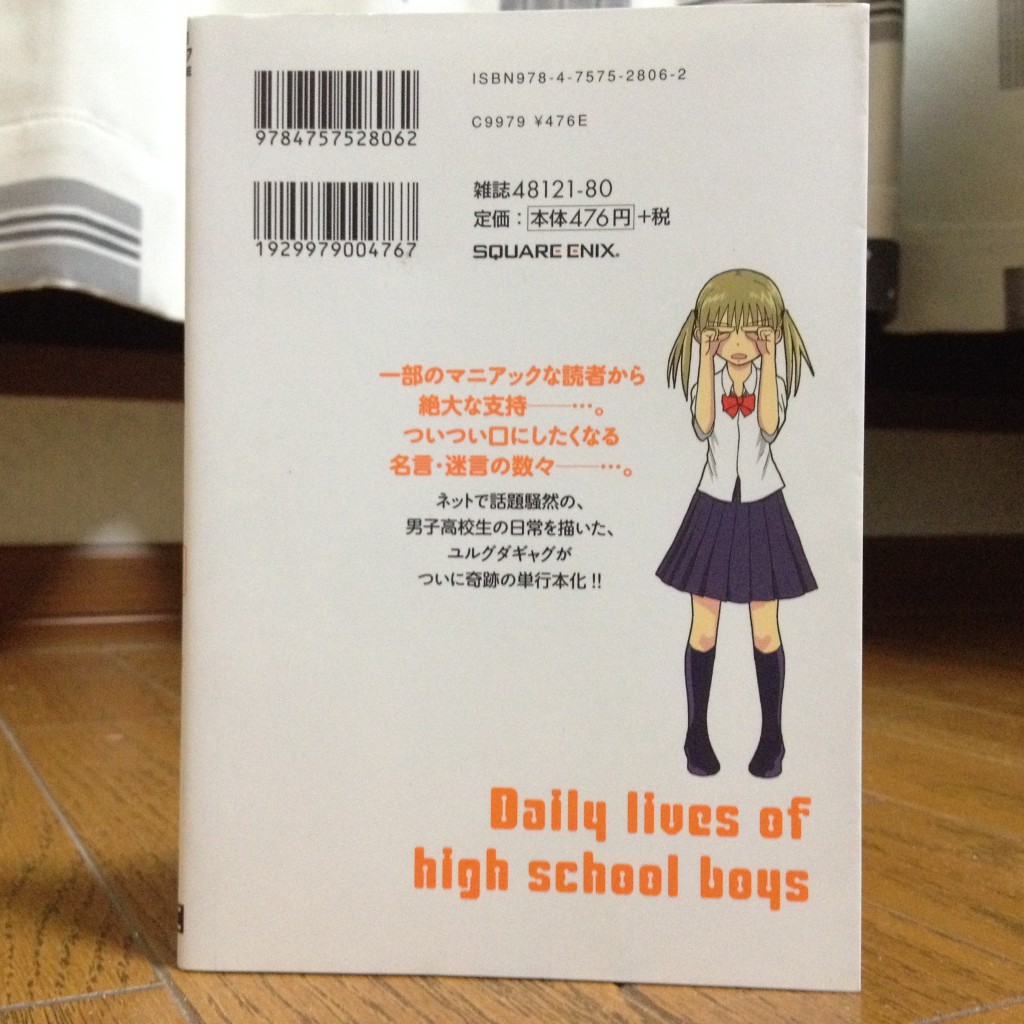 ISBN978-4-7575-2806-2
9784757528062
C9979 ¥476E
雑誌48121-80
定価：本体476円+税
1929979004767
SQUARE ENIX®
一部のマニアックな読者から
絶大な支持──…。
ついつい口にしたくなる
名言・迷言の数々──…。
ネットで話題騒然の、
男子高校生の日常を描いた、
ユルグダギャグが
ついに奇跡の単行本化!!
Daily lives of
high school boys